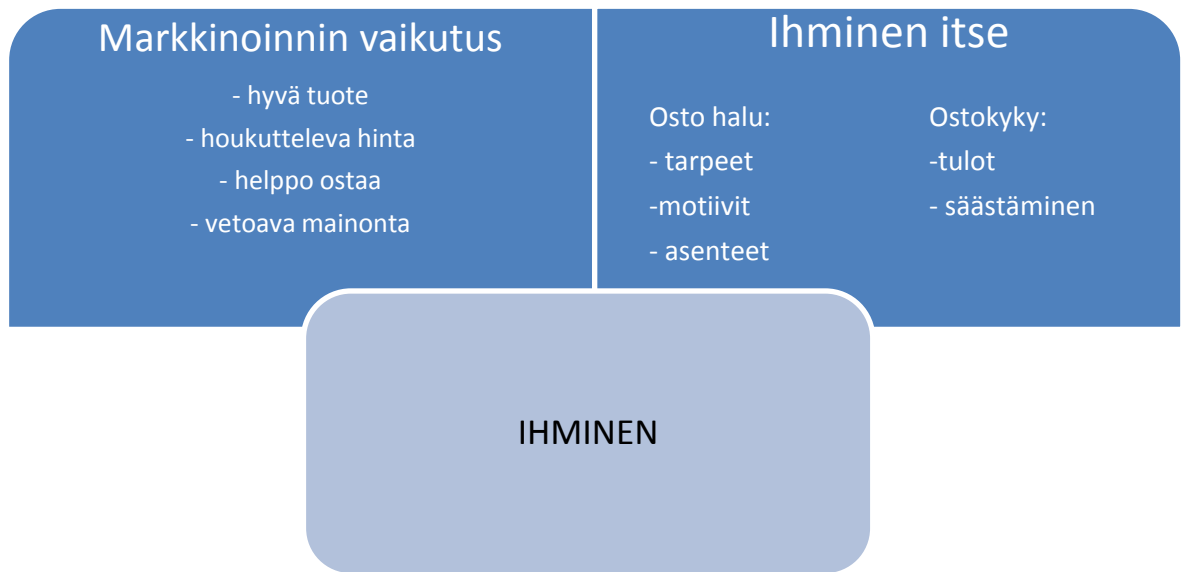 Markkinoinnin vaikutus
- hyvä tuote
- houkutteleva hinta
- helppo ostaa
- vetoava mainonta
Ihminen itse
Osto halu:
- tarpeet
-motiivit
- asenteet
Ostokyky:
-tulot
- säästäminen
IHMINEN